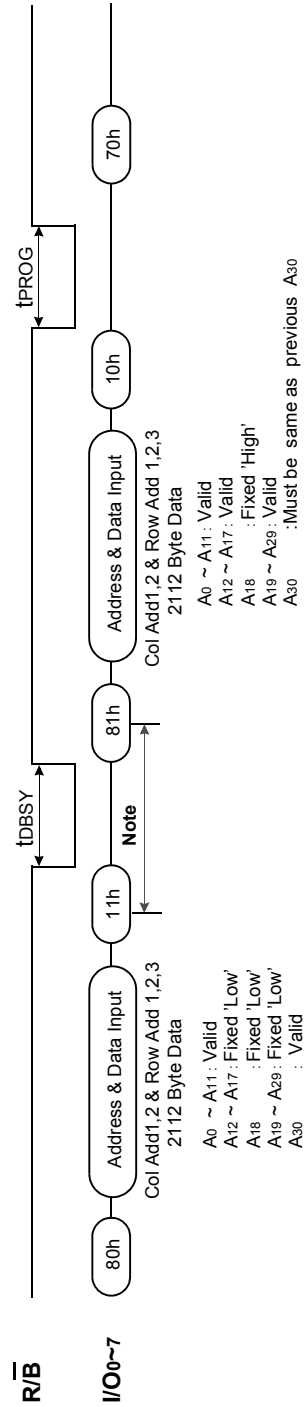 R/B
tDBSY
tPROG
I/O0~7
80h
Address & Data Input
11h
81h
Address & Data Input
10h
70h
Note
Col Add1,2 & Row Add 1,2,3
2112 Byte Data
A0 ~ A11 : Valid
A12 ~ A17 : Fixed 'Low'
A18 : Fixed 'Low'
A19 ~ A29 : Fixed 'Low'
A30 : Valid
Col Add1,2 & Row Add 1,2,3
2112 Byte Data
A0 ~ A11 : Valid
A12 ~ A17 : Valid
A18 : Fixed 'High'
A19 ~ A29 : Valid
A30 :Must be same as previous A30